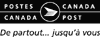 POSTES CANADA
CANADA POST
De partout... jusqu'à vous